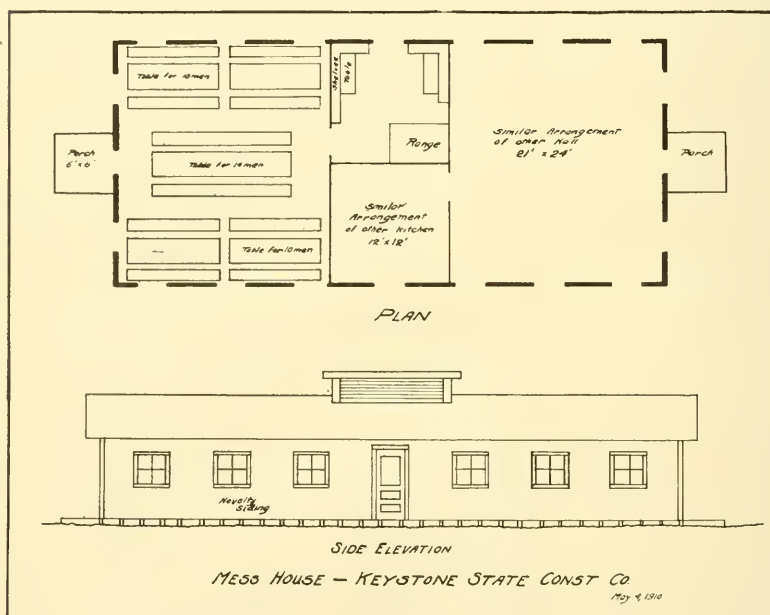 Table for 10 men
Shelves
Table
Range
Similar Arrangement
of other Hall
21' x 24'
Porch
6' x 6'
Porch
Table for 14 men
Similar
Arrangement
of other Kitchen
12' x 12'
Table for 10 men
PLAN
Novelty
Siding
SIDE ELEVATION
MESS HOUSE — KEYSTONE STATE CONST CO.
May 4, 1910